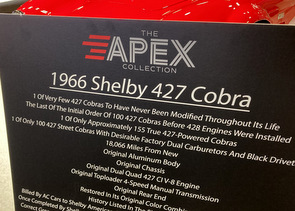 THE
APEX
COLLECTION
1966 Shelby 427 Cobra
1 Of Very Few 427 Cobras To Have Never Been Modified Throughout Its Life
The Last Of The Initial Order Of 100 427 Cobras Before 428 Engines Were Installed
1 Of Only Approximately 155 True 427-Powered Cobras
1 Of Only 100 427 Street Cobras With Desirable Factory Dual Carburetors And Black Drivet
18,066 Miles From New
Original Aluminum Body
Original Chassis
Original Dual Quad 427 CI V-8 Engine
Original Toploader 4-Speed Manual Transmission
Original Rear End
Restored In Its Original Color Combin
History Listed In The
Billed By AC Cars to Shelby America
Once Completed By Shelb
Correct Ga